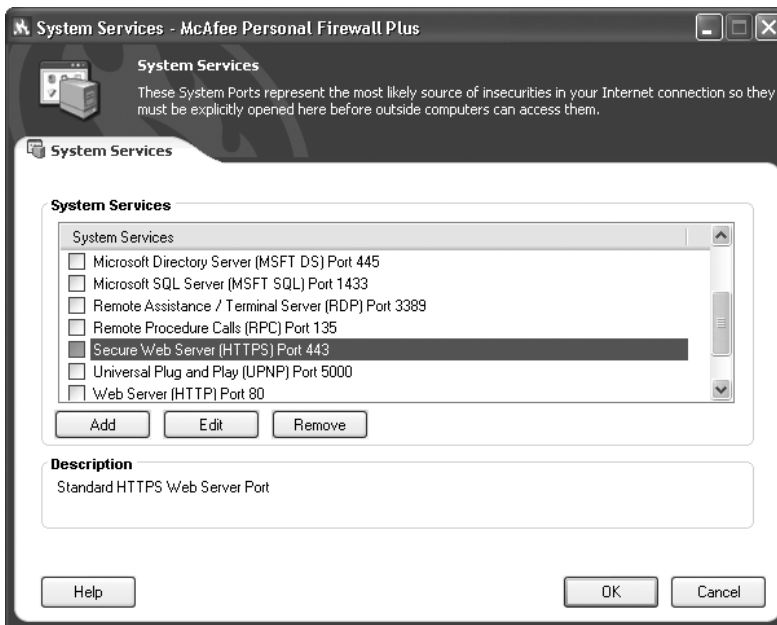 System Services - McAfee Personal Firewall Plus
System Services
These System Ports represent the most likely source of insecurities in your Internet connection so they
must be explicitly opened here before outside computers can access them.
System Services
System Services
System Services
Microsoft Directory Server (MSFT DS) Port 445
Microsoft SQL Server (MSFT SQL) Port 1433
Remote Assistance / Terminal Server (RDP) Port 3389
Remote Procedure Calls (RPC) Port 135
Secure Web Server (HTTPS) Port 443
Universal Plug and Play (UPNP) Port 5000
Web Server (HTTP) Port 80
Add Edit Remove
Description
Standard HTTPS Web Server Port
Help OK Cancel